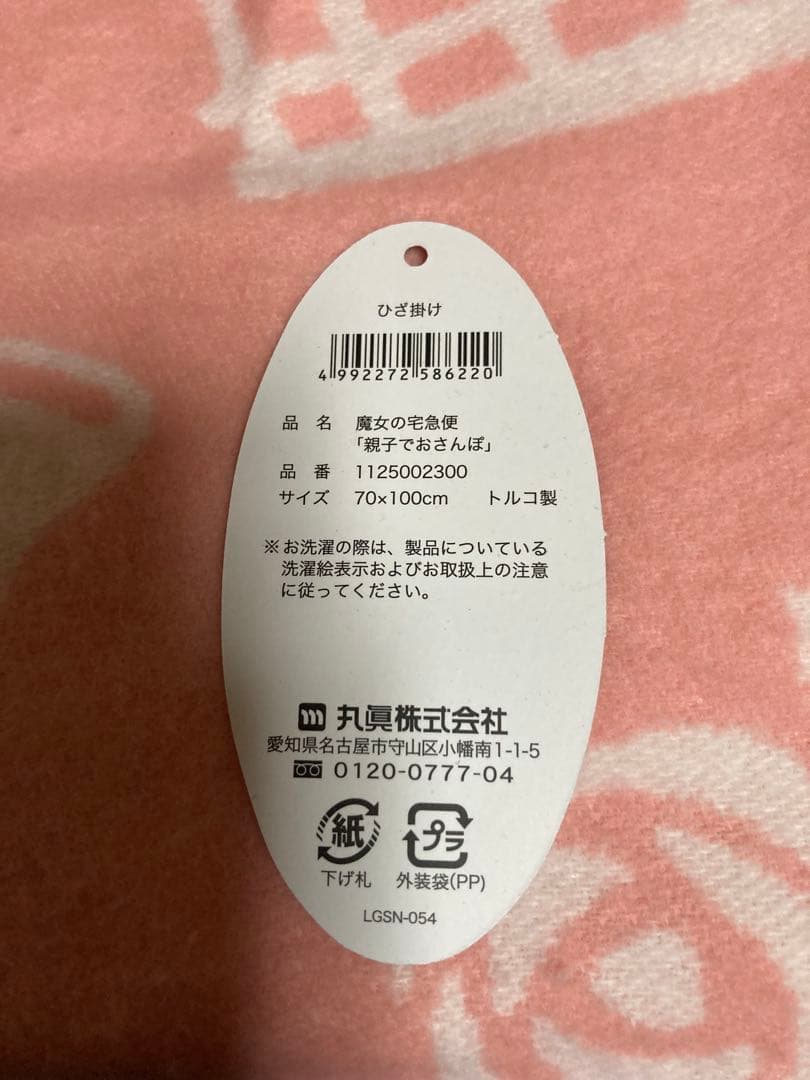 ひざ掛け
4 992272 586220
品 名 魔女の宅急便
「親子でおさんぽ」
品 番 1125002300
サイズ 70×100cm トルコ製
※お洗濯の際は、製品についている
洗濯絵表示およびお取扱上の注意
に従ってください。
m 丸眞株式会社
愛知県名古屋市守山区小幡南1-1-5
0120-0777-04
紙 プラ
下げ札 外装袋(PP)
LGSN-054